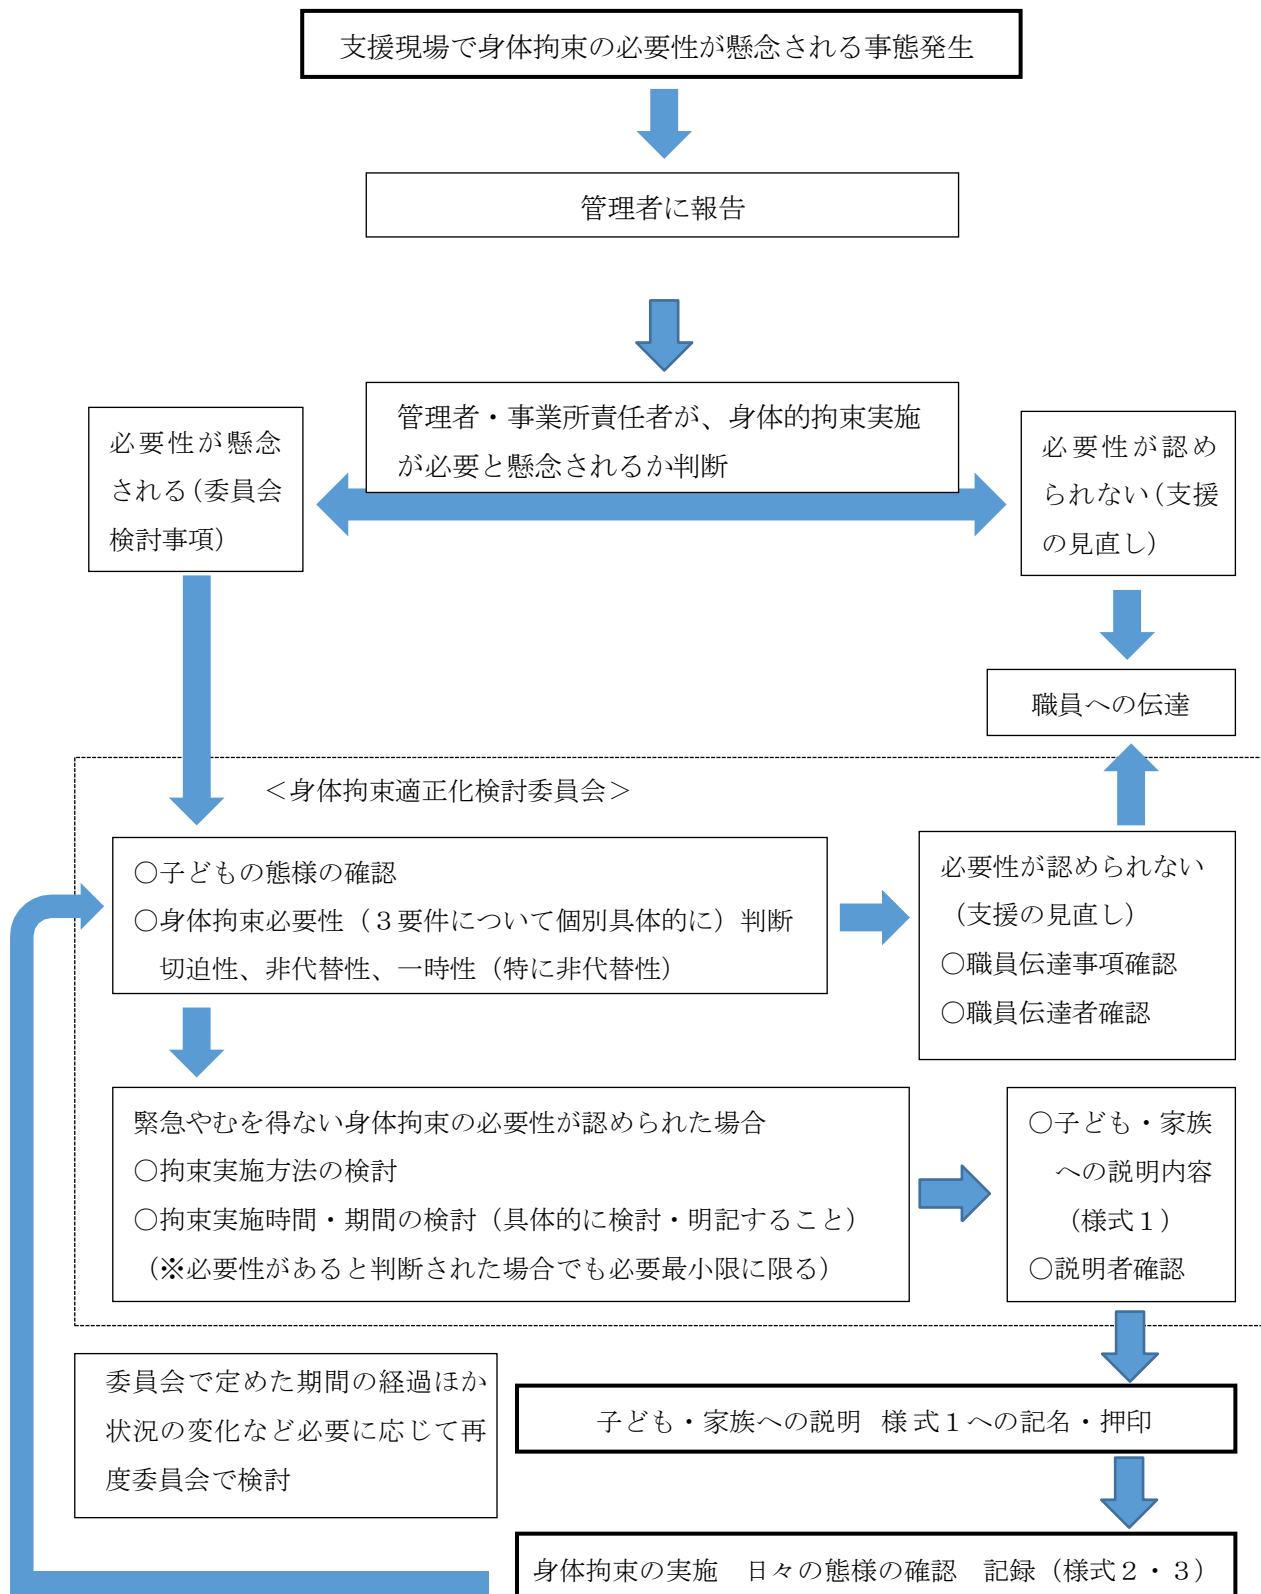 支援現場で身体拘束の必要性が懸念される事態発生
管理者に報告
管理者・事業所責任者が、身体的拘束実施
が必要と懸念されるか判断
必要性が懸念
される（委員会
検討事項）
必要性が認め
られない（支援
の見直し）
職員への伝達
＜身体拘束適正化検討委員会＞
○子どもの態様の確認
○身体拘束必要性（３要件について個別具体的に）判断
切迫性、非代替性、一時性（特に非代替性）
必要性が認められない
（支援の見直し）
○職員伝達事項確認
○職員伝達者確認
緊急やむを得ない身体拘束の必要性が認められた場合
○拘束実施方法の検討
○拘束実施時間・期間の検討（具体的に検討・明記すること）
（※必要性があると判断された場合でも必要最小限に限る）
○子ども・家族
への説明内容
（様式１）
○説明者確認
委員会で定めた期間の経過ほか
状況の変化など必要に応じて再
度委員会で検討
子ども・家族への説明　様式１への記名・押印
身体拘束の実施　日々の態様の確認　記録（様式２・３）